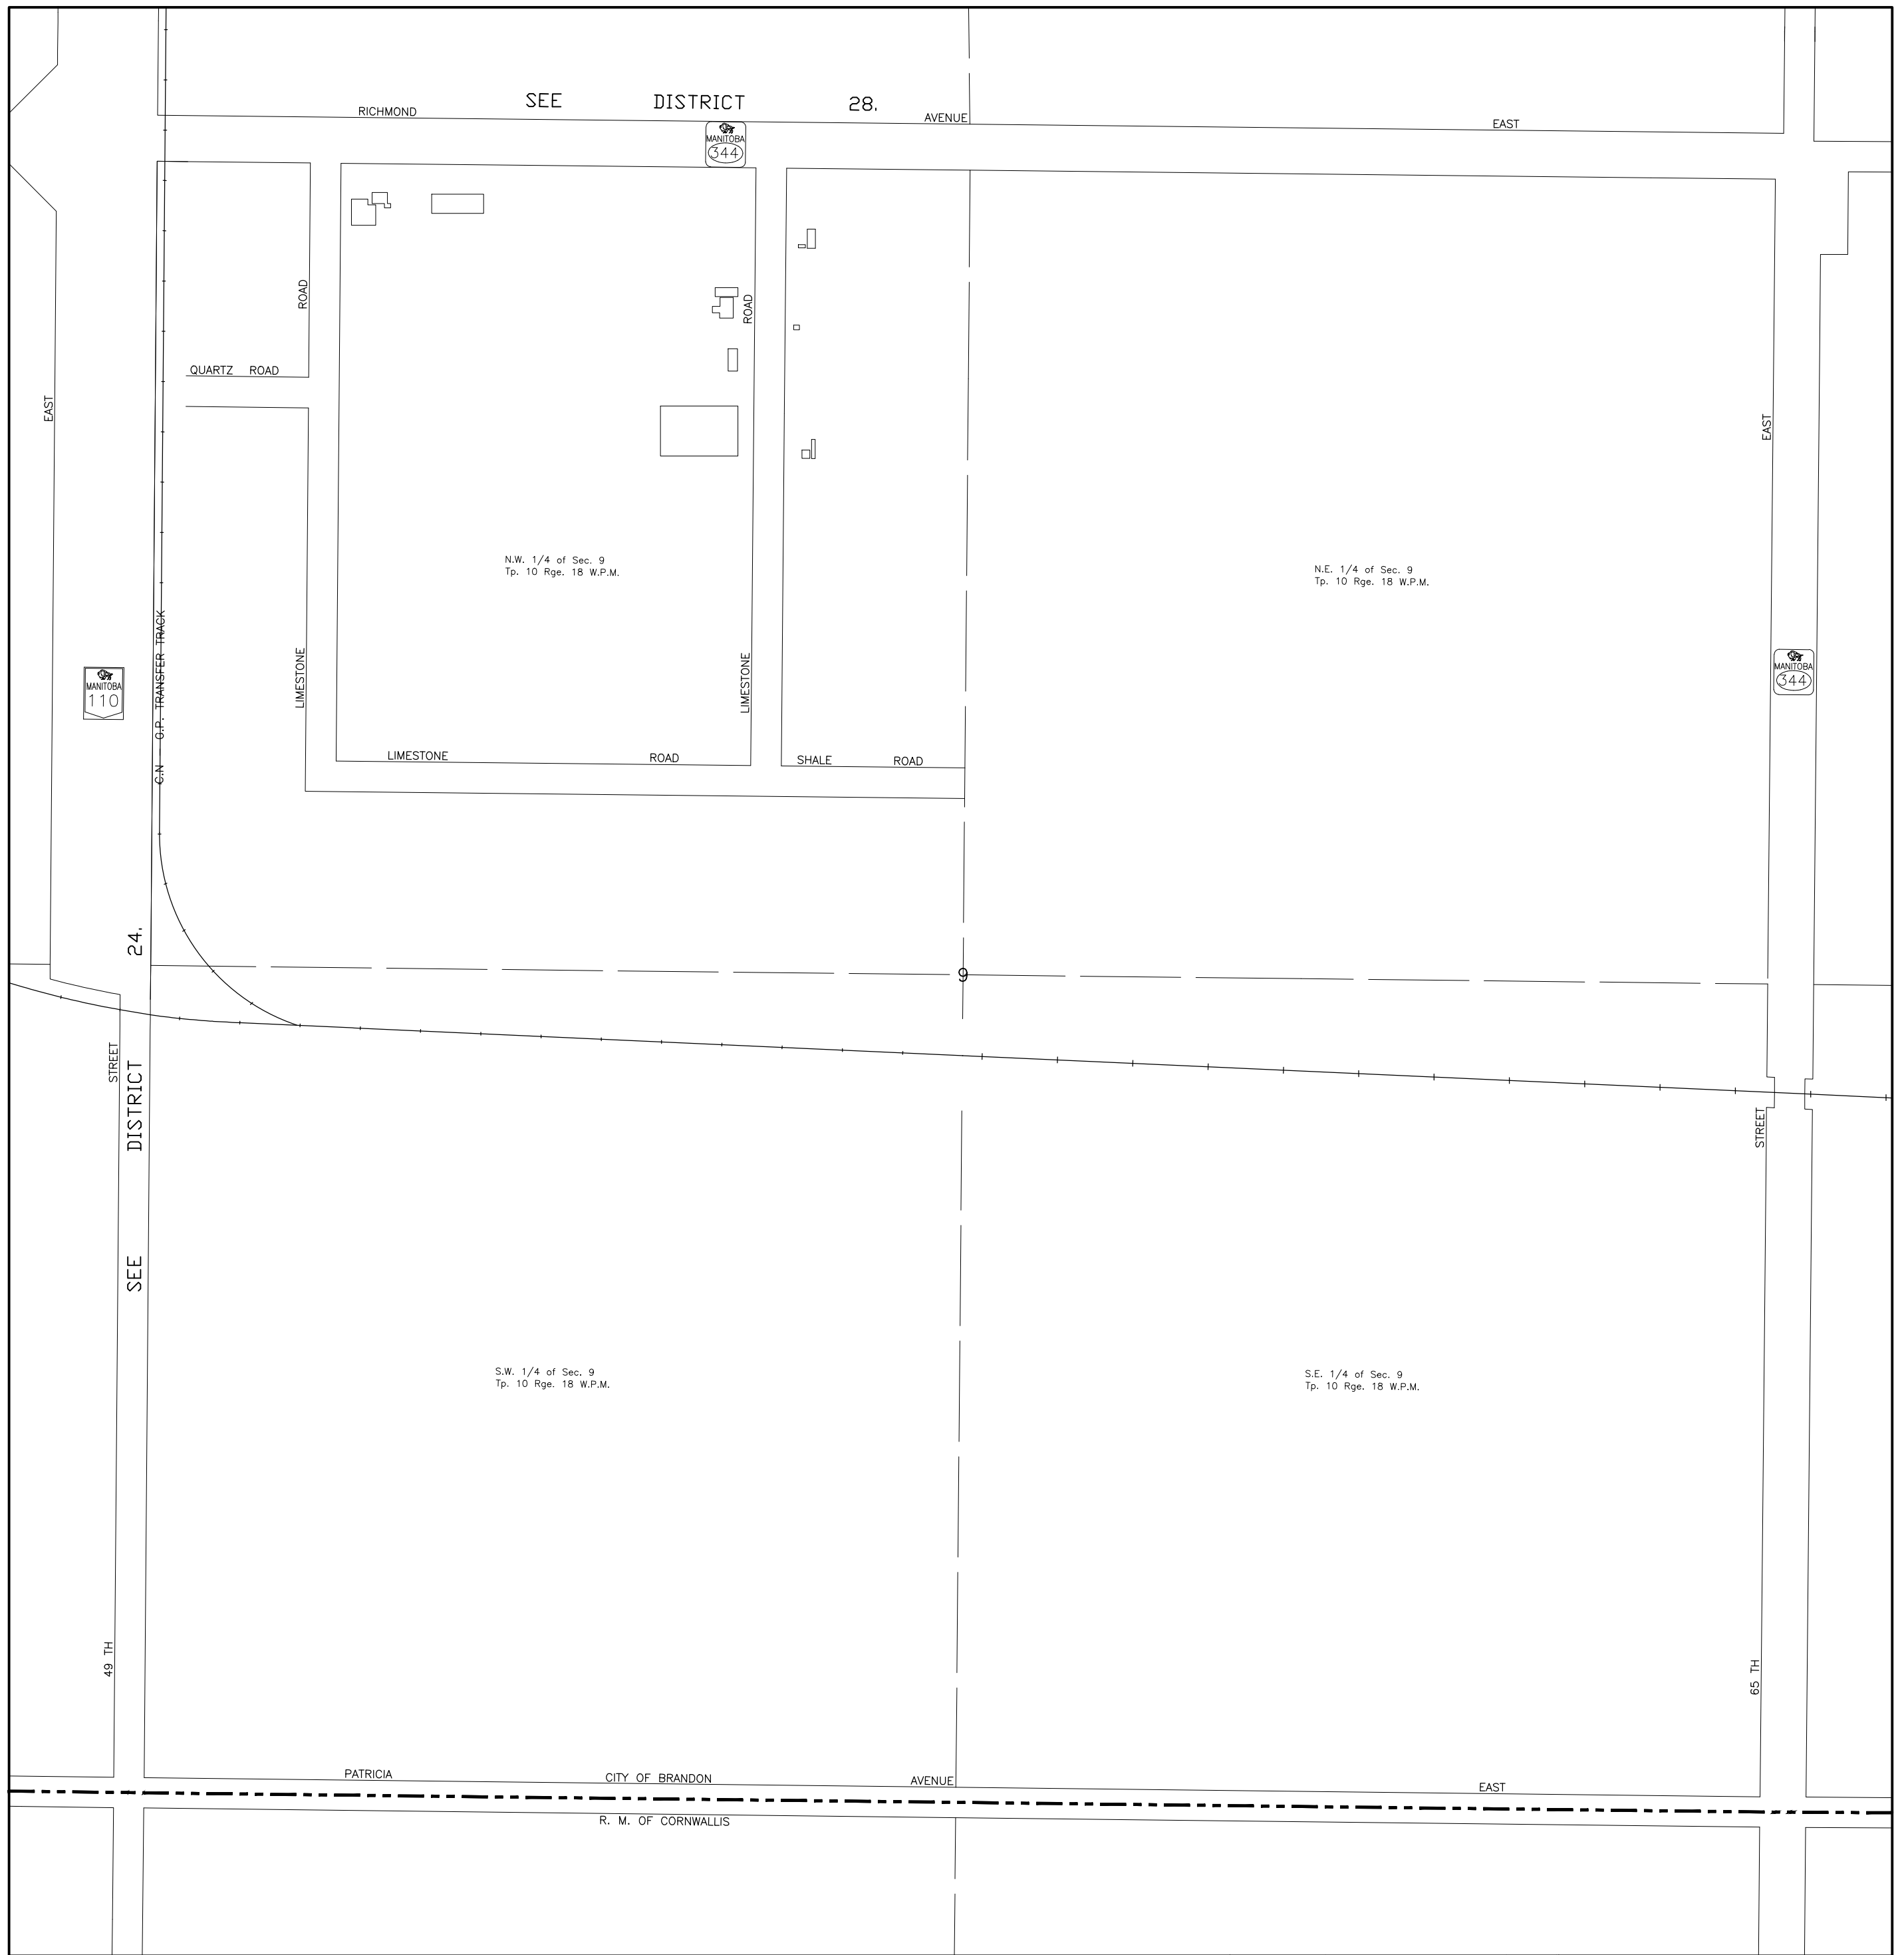 SEE DISTRICT 28.
RICHMOND AVENUE EAST
MANITOBA
344
ROAD
ROAD
QUARTZ ROAD
EAST
EAST
N.W. 1/4 of Sec. 9
Tp. 10 Rge. 18 W.P.M.
N.E. 1/4 of Sec. 9
Tp. 10 Rge. 18 W.P.M.
C.N - C.P. TRANSFER TRACK
MANITOBA
110
LIMESTONE
LIMESTONE
MANITOBA
344
LIMESTONE ROAD
SHALE ROAD
SEE DISTRICT 24.
9
STREET
STREET
S.W. 1/4 of Sec. 9
Tp. 10 Rge. 18 W.P.M.
S.E. 1/4 of Sec. 9
Tp. 10 Rge. 18 W.P.M.
49 TH
65 TH
PATRICIA AVENUE EAST
CITY OF BRANDON
R. M. OF CORNWALLIS